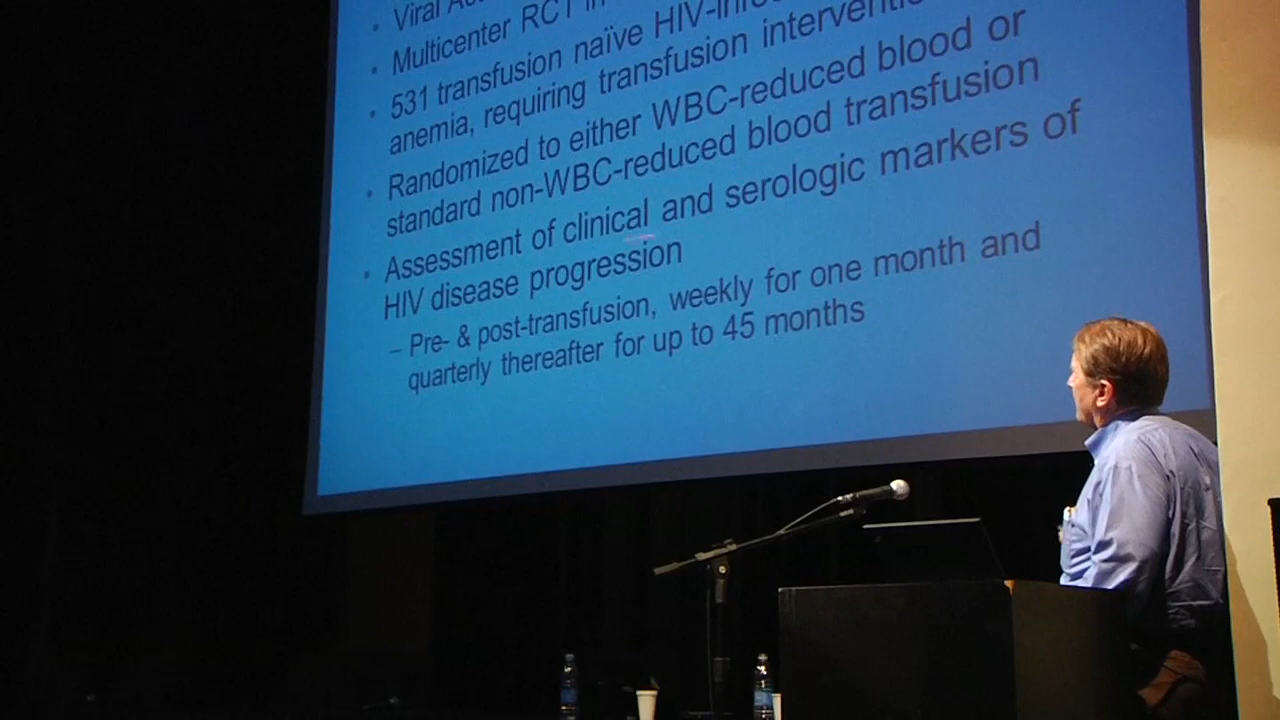 Viral
Multicenter RCT in
531 transfusion naïve
anemia, requiring transfusion
Randomized to either WBC-reduced blood or
standard non-WBC-reduced blood transfusion
Assessment of clinical and serologic markers of
HIV disease progression
– Pre- & post-transfusion, weekly for one month and
quarterly thereafter for up to 45 months